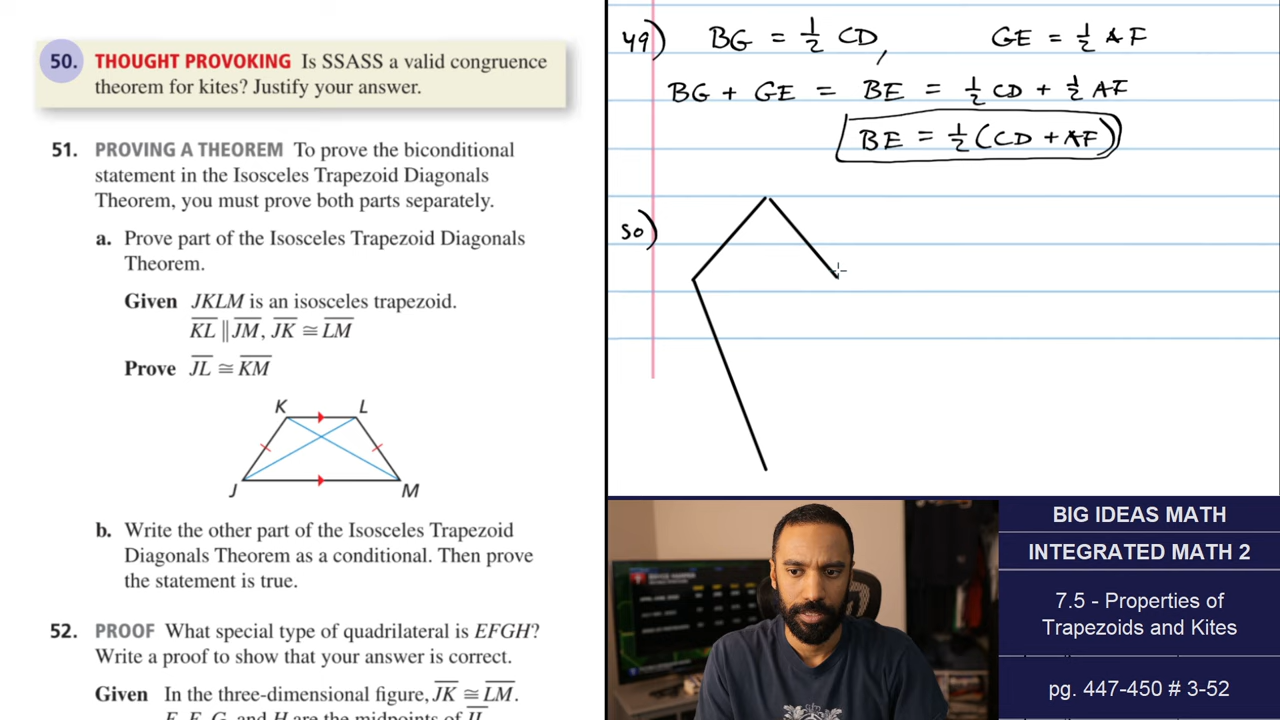 50. THOUGHT PROVOKING Is SSASS a valid congruence
theorem for kites? Justify your answer.
51. PROVING A THEOREM To prove the biconditional
statement in the Isosceles Trapezoid Diagonals
Theorem, you must prove both parts separately.
a. Prove part of the Isosceles Trapezoid Diagonals
Theorem.
Given JKLM is an isosceles trapezoid.
KL ∥ JM, JK ≅ LM
Prove JL ≅ KM
K L
J M
b. Write the other part of the Isosceles Trapezoid
Diagonals Theorem as a conditional. Then prove
the statement is true.
52. PROOF What special type of quadrilateral is EFGH?
Write a proof to show that your answer is correct.
Given In the three-dimensional figure, JK ≅ LM.
E, F, G, and H are the midpoints of JL,
49) BG = 1/2 CD, GE = 1/2 AF
BG + GE = BE = 1/2 CD + 1/2 AF
BE = 1/2 (CD + AF)
50)
BIG IDEAS MATH
INTEGRATED MATH 2
7.5 - Properties of
Trapezoids and Kites
pg. 447-450 # 3-52